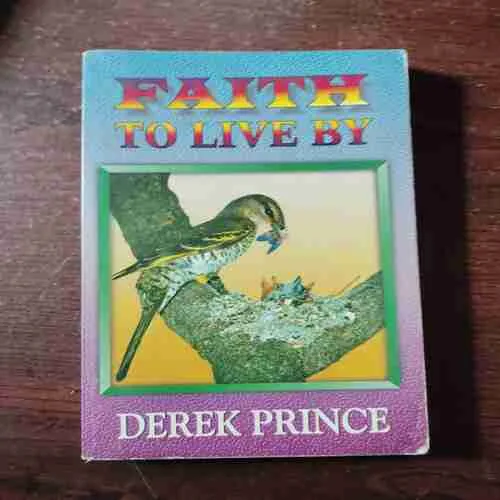 FAITH
TO LIVE BY
DEREK PRINCE